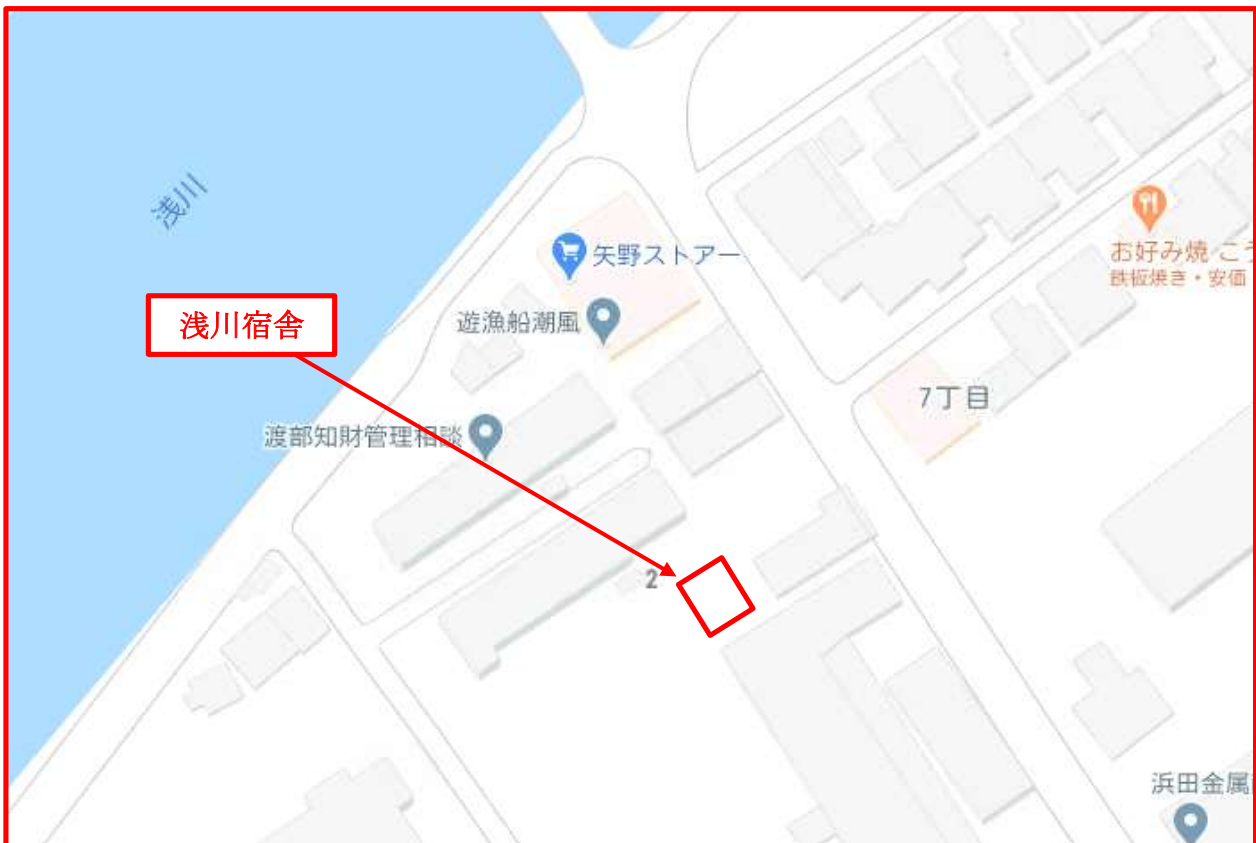 浅川
矢野ストアー
お好み焼 こ
鉄板焼き・安価
浅川宿舎
遊漁船潮風
7丁目
渡部知財管理相談
2
浜田金属